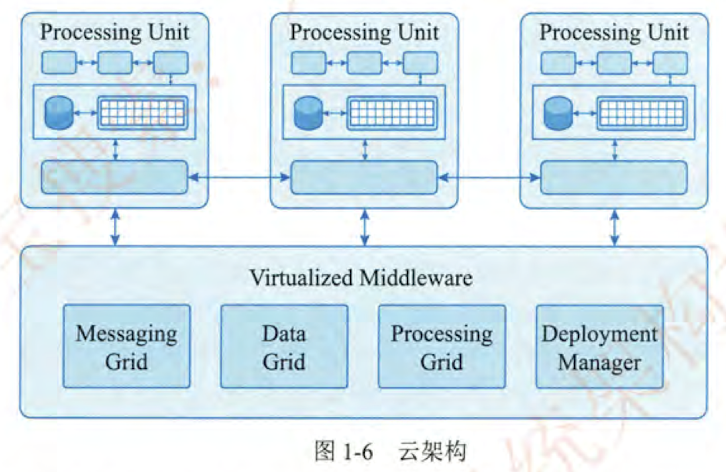 Processing Unit
Processing Unit
Processing Unit
Virtualized Middleware
Messaging
Grid
Data
Grid
Processing
Grid
Deployment
Manager
图 1-6 云架构